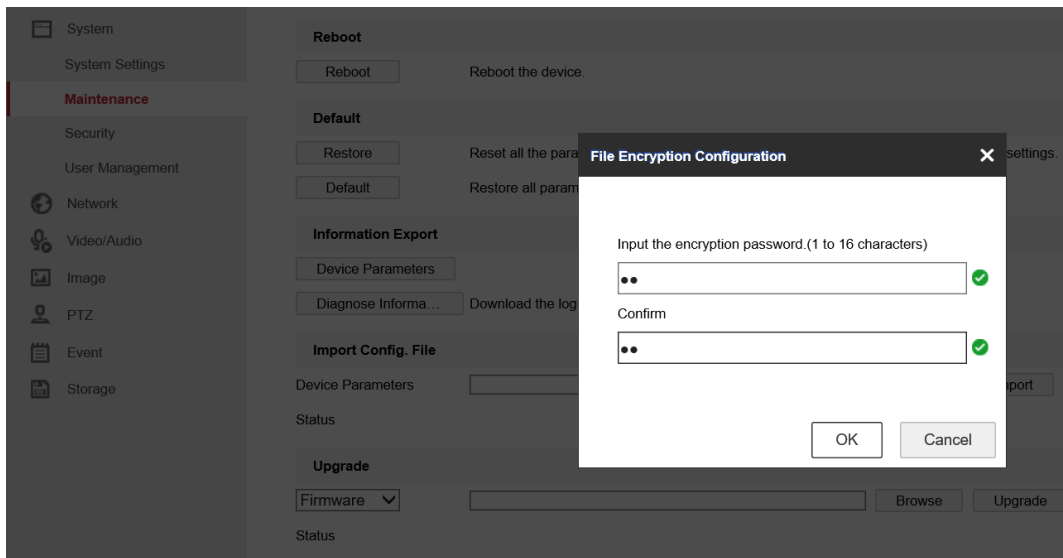 System
System Settings
Maintenance
Security
User Management
Network
Video/Audio
Image
PTZ
Event
Storage
Reboot
Reboot Reboot the device.
Default
Restore Reset all the para settings.
Default Restore all param
Information Export
Device Parameters
Diagnose Informa... Download the log
Import Config. File
Device Parameters port
Status
Upgrade
Firmware Browse Upgrade
Status
File Encryption Configuration
Input the encryption password.(1 to 16 characters)
●●
Confirm
●●
OK Cancel